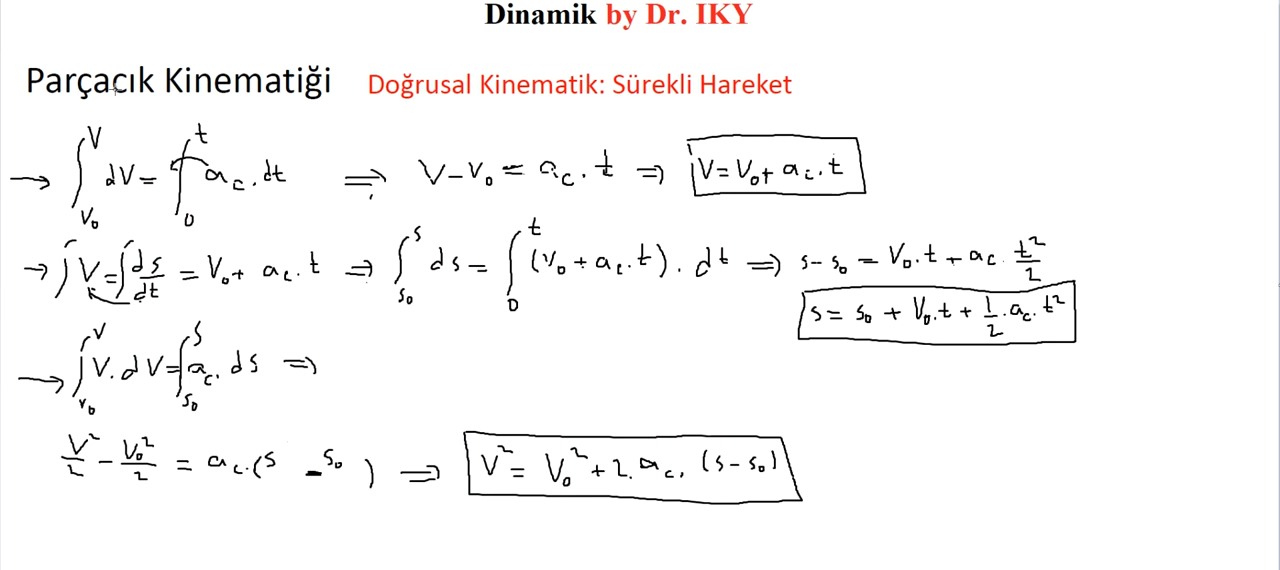 Dinamik by Dr. IKY
Parçacık Kinematiği Doğrusal Kinematik: Sürekli Hareket
→ ∫_{V₀}^{V} dV = ∫_{0}^{t} a_c . dt ⇒ V - V₀ = a_c . t ⇒ V = V₀ + a_c . t
→ ∫ V = ∫ ds/dt = V₀ + a_c . t ⇒ ∫_{s₀}^{s} ds = ∫_{0}^{t} (V₀ + a_c . t) . dt ⇒ s - s₀ = V₀ . t + a_c . t²/2
s = s₀ + V₀ . t + 1/2 . a_c . t²
→ ∫_{V₀}^{V} V . dV = ∫_{s₀}^{s} a_c . ds ⇒
V²/2 - V₀²/2 = a_c . (s - s₀) ⇒ V² = V₀² + 2 . a_c . (s - s₀)